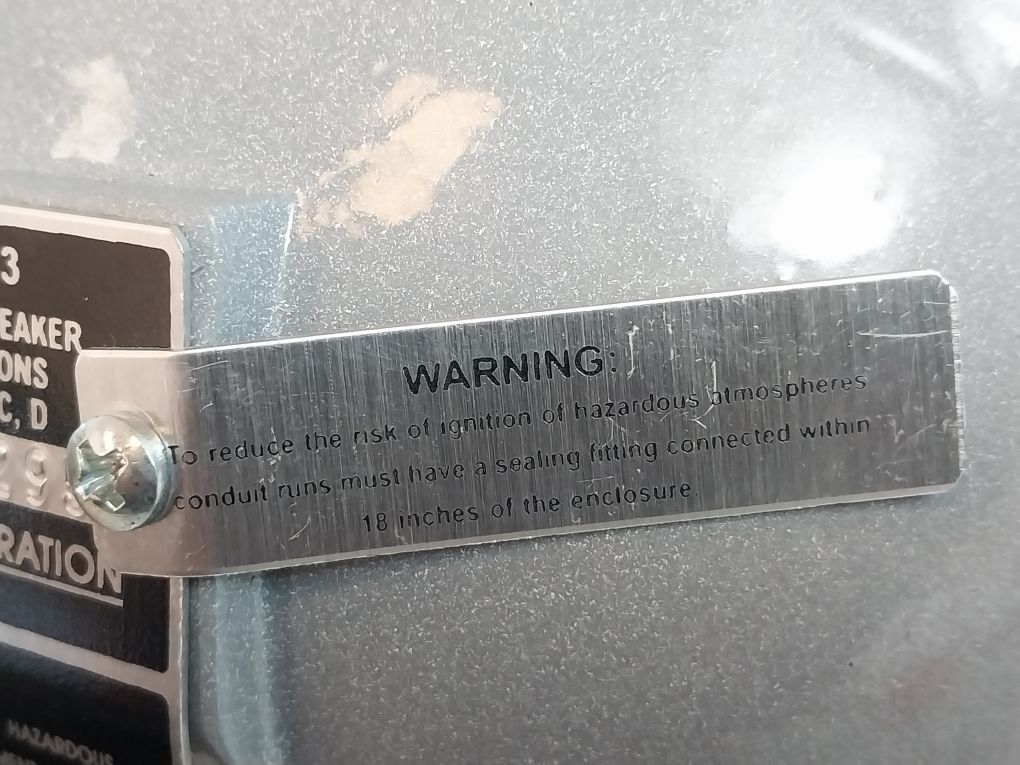 3
EAKER
ONS
C, D
29
RATION
HAZARDOUS
WARNING:
To reduce the risk of ignition of hazardous atmospheres
conduit runs must have a sealing fitting connected within
18 inches of the enclosure.